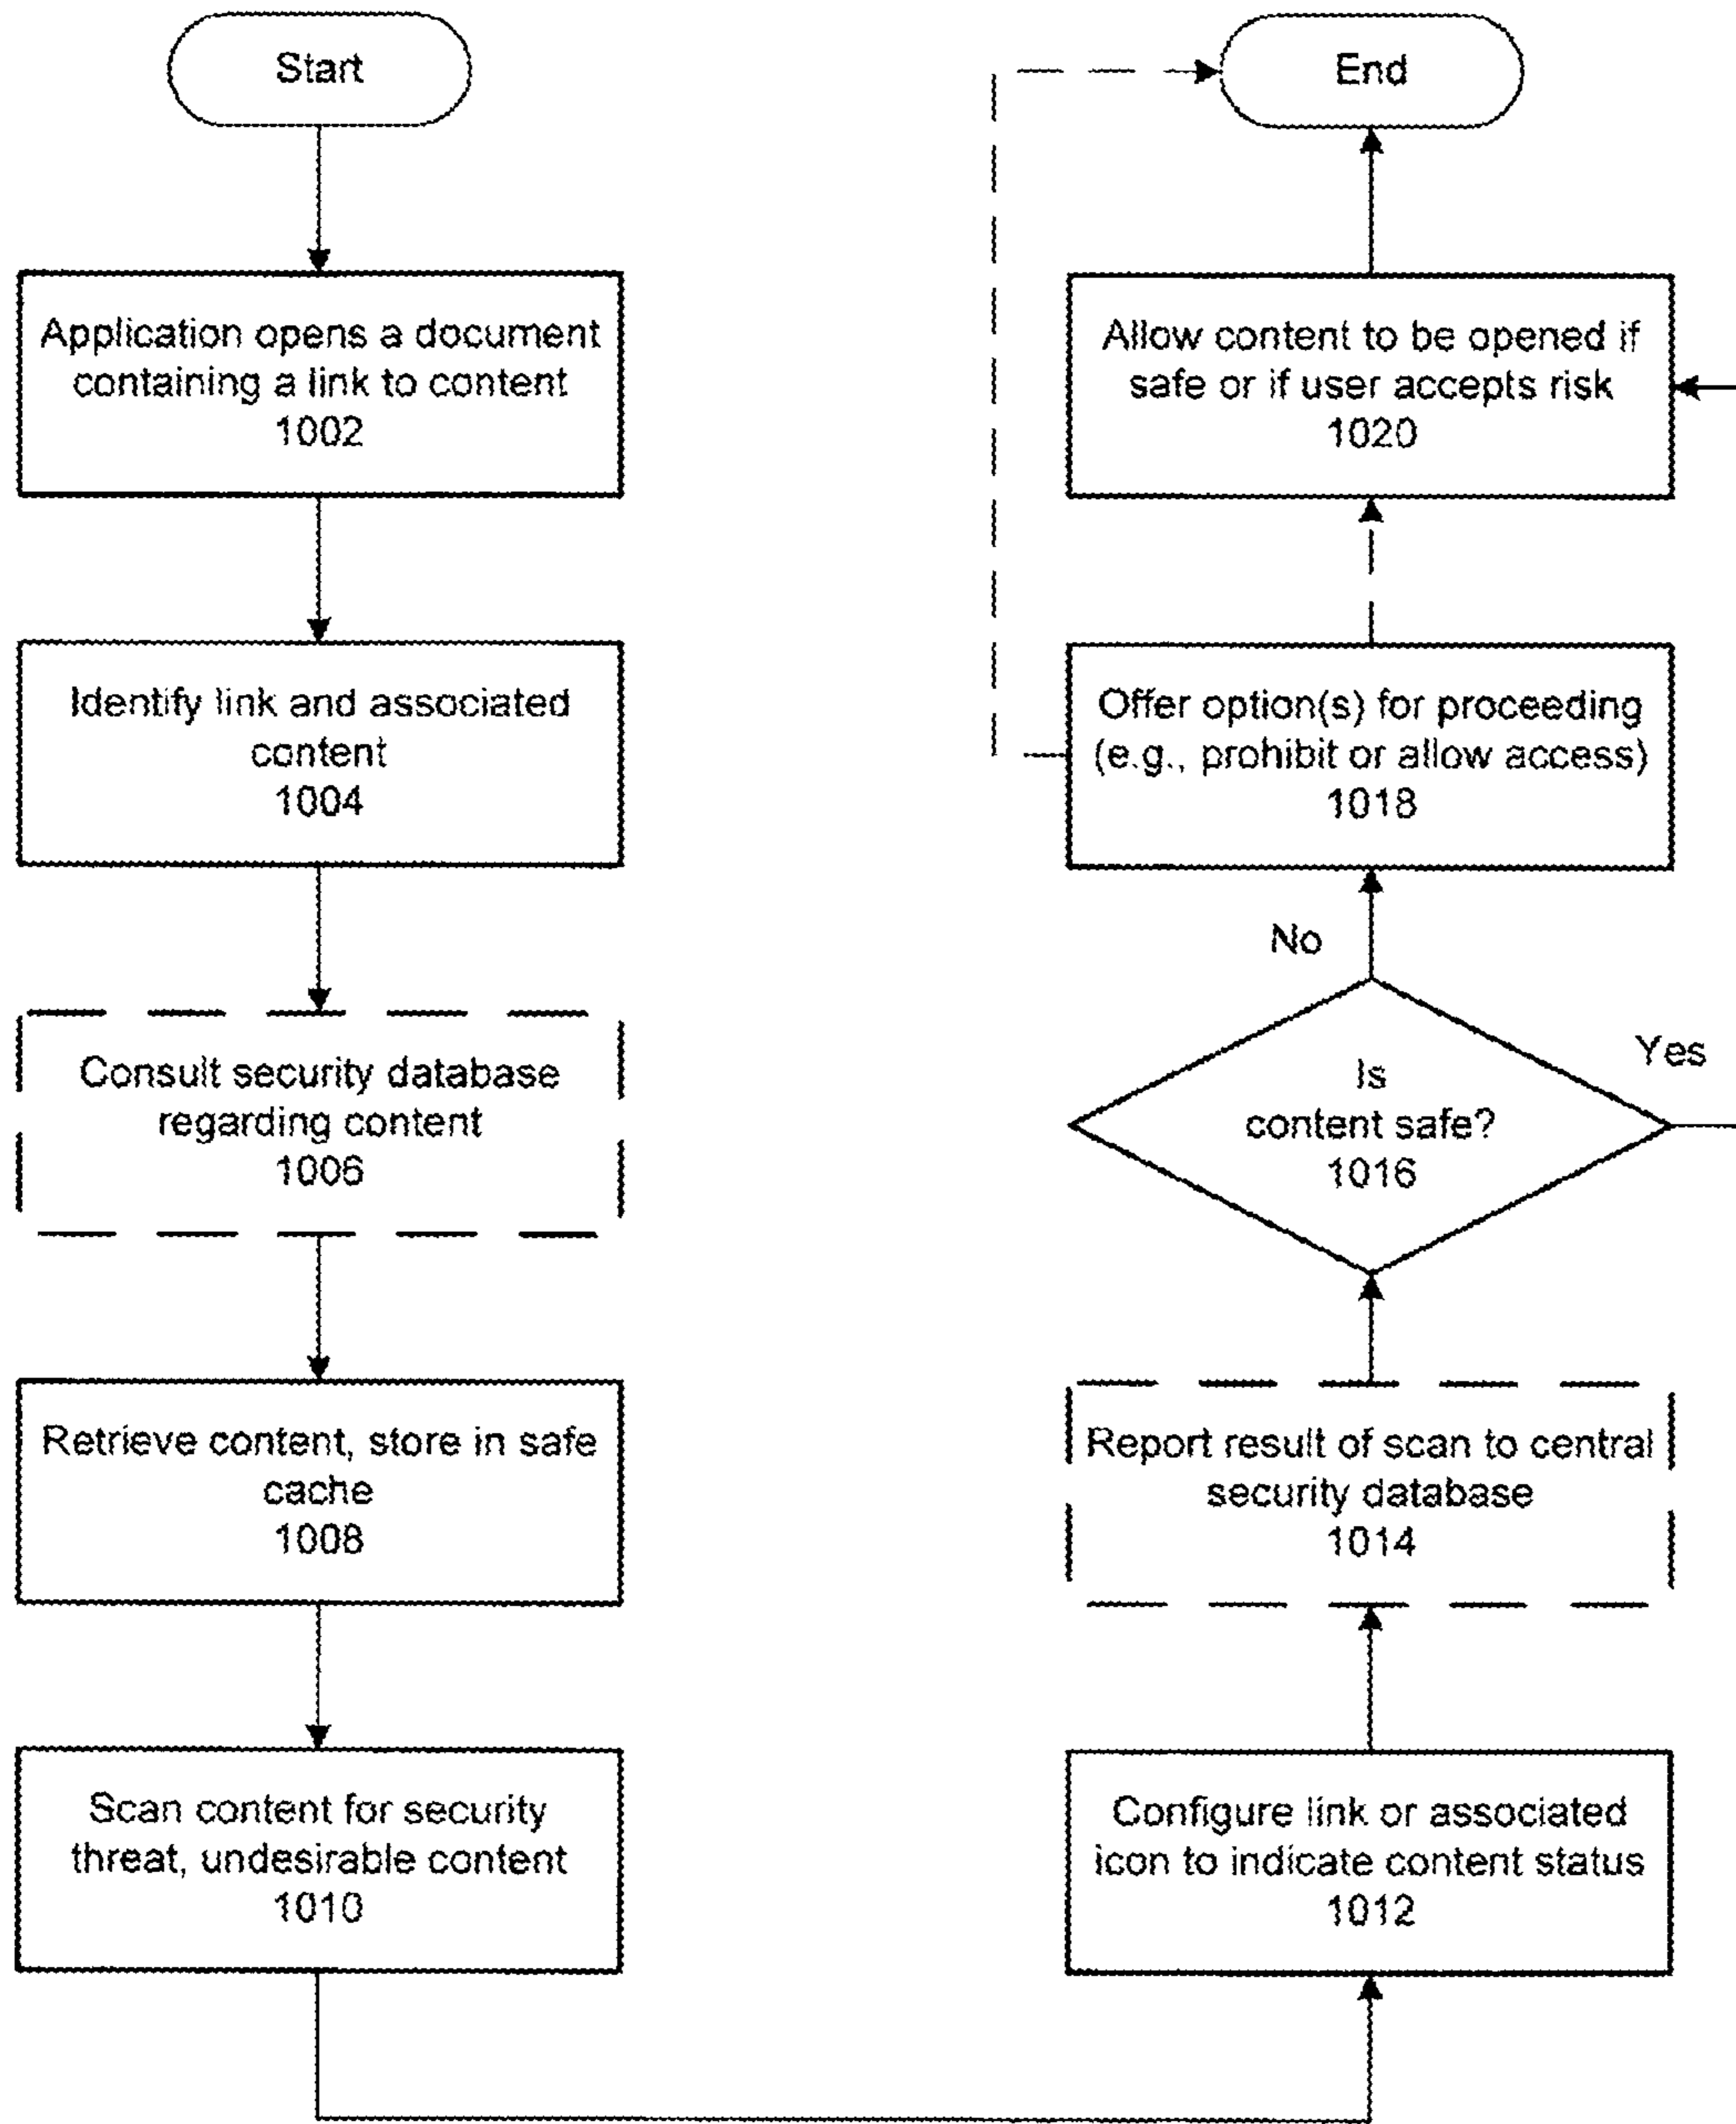 Start
Application opens a document
containing a link to content
1002
Identify link and associated
content
1004
Consult security database
regarding content
1006
Retrieve content, store in safe
cache
1008
Scan content for security
threat, undesirable content
1010
Configure link or associated
icon to indicate content status
1012
Report result of scan to central
security database
1014
Is
content safe?
1016
Yes
No
Offer option(s) for proceeding
(e.g., prohibit or allow access)
1018
Allow content to be opened if
safe or if user accepts risk
1020
End